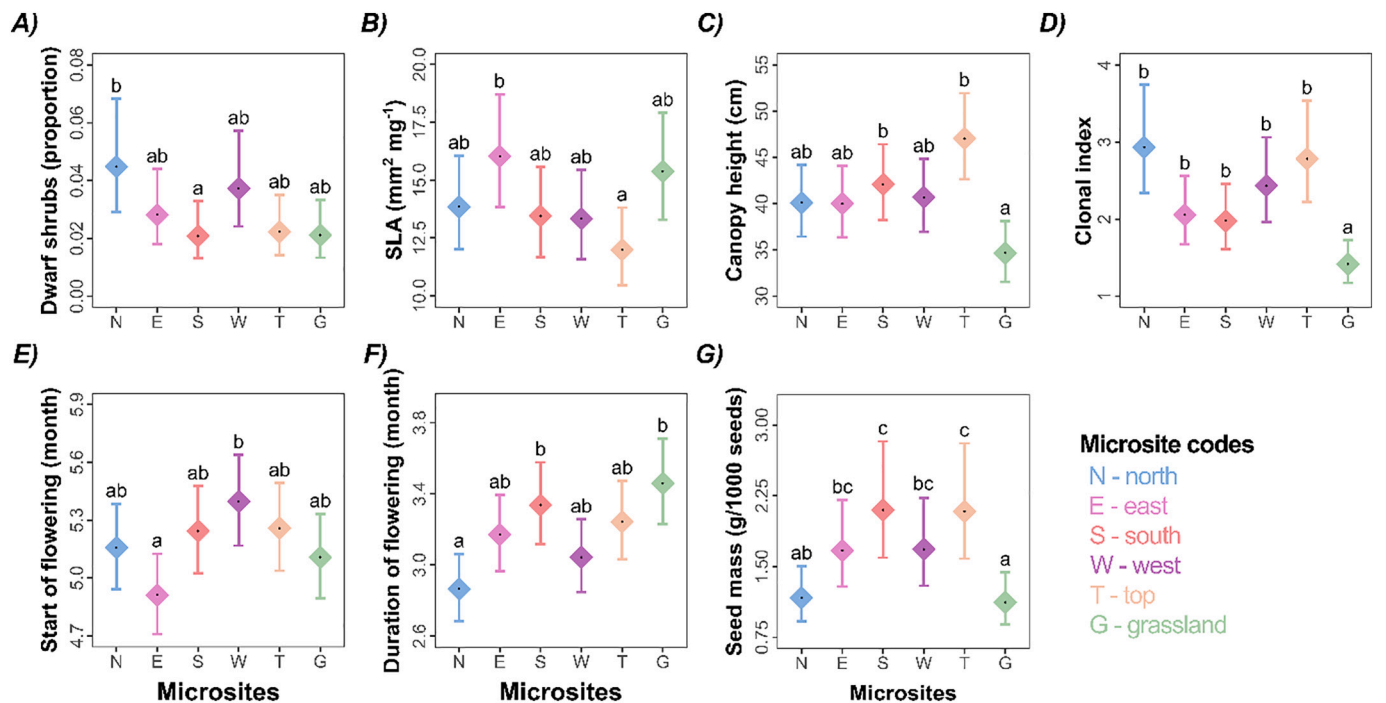 A)
Dwarf shrubs (proportion)
0.08
0.06
0.04
0.02
0.00
b ab a ab ab ab
N E S W T G
B)
SLA (mm² mg⁻¹)
20.0
17.5
15.0
12.5
10.0
ab b ab ab a ab
N E S W T G
C)
Canopy height (cm)
55
50
45
40
35
30
ab ab b ab b a
N E S W T G
D)
Clonal index
4
3
2
1
b b b b b a
N E S W T G
E)
Start of flowering (month)
5.9
5.6
5.3
5.0
4.7
ab a ab b ab ab
N E S W T G
Microsites
F)
Duration of flowering (month)
3.8
3.4
3.0
2.6
a ab b ab ab b
N E S W T G
Microsites
G)
Seed mass (g/1000 seeds)
3.00
2.25
1.50
0.75
ab bc c bc c a
N E S W T G
Microsites
Microsite codes
N - north
E - east
S - south
W - west
T - top
G - grassland